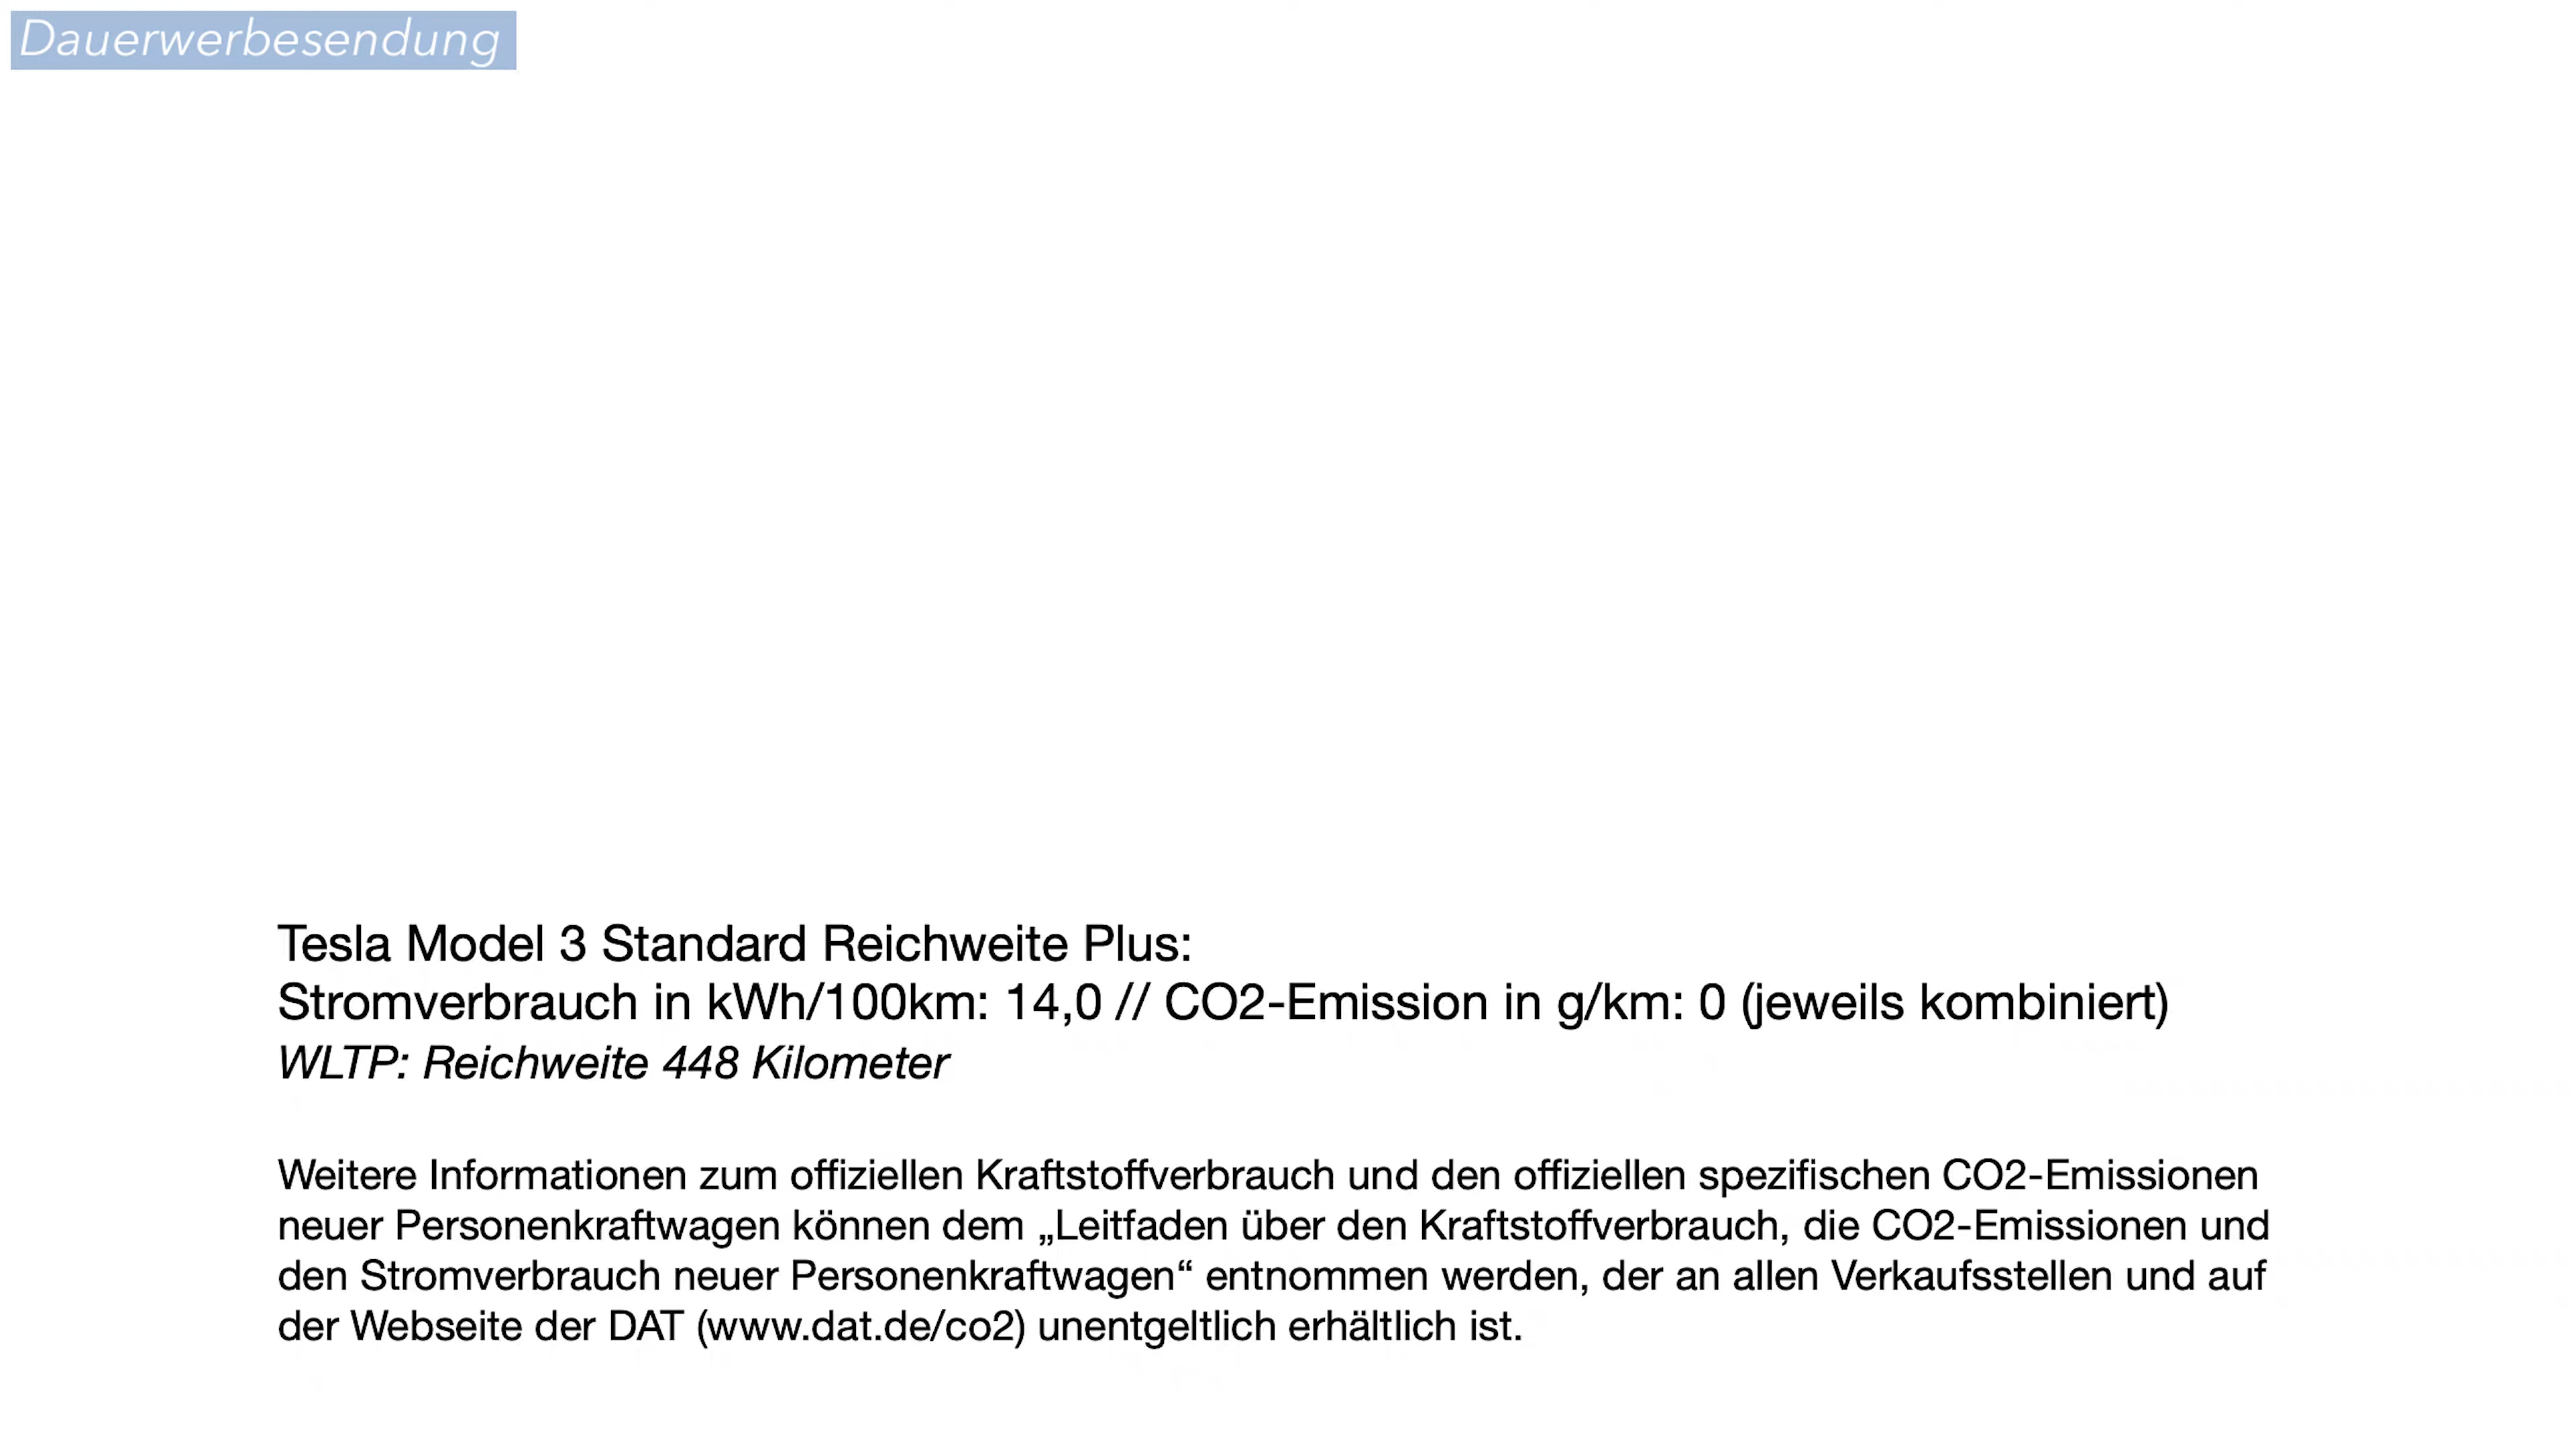 Dauerwerbesendung
Tesla Model 3 Standard Reichweite Plus:
Stromverbrauch in kWh/100km: 14,0 // CO2-Emission in g/km: 0 (jeweils kombiniert)
WLTP: Reichweite 448 Kilometer
Weitere Informationen zum offiziellen Kraftstoffverbrauch und den offiziellen spezifischen CO2-Emissionen
neuer Personenkraftwagen können dem „Leitfaden über den Kraftstoffverbrauch, die CO2-Emissionen und
den Stromverbrauch neuer Personenkraftwagen“ entnommen werden, der an allen Verkaufsstellen und auf
der Webseite der DAT (www.dat.de/co2) unentgeltlich erhältlich ist.